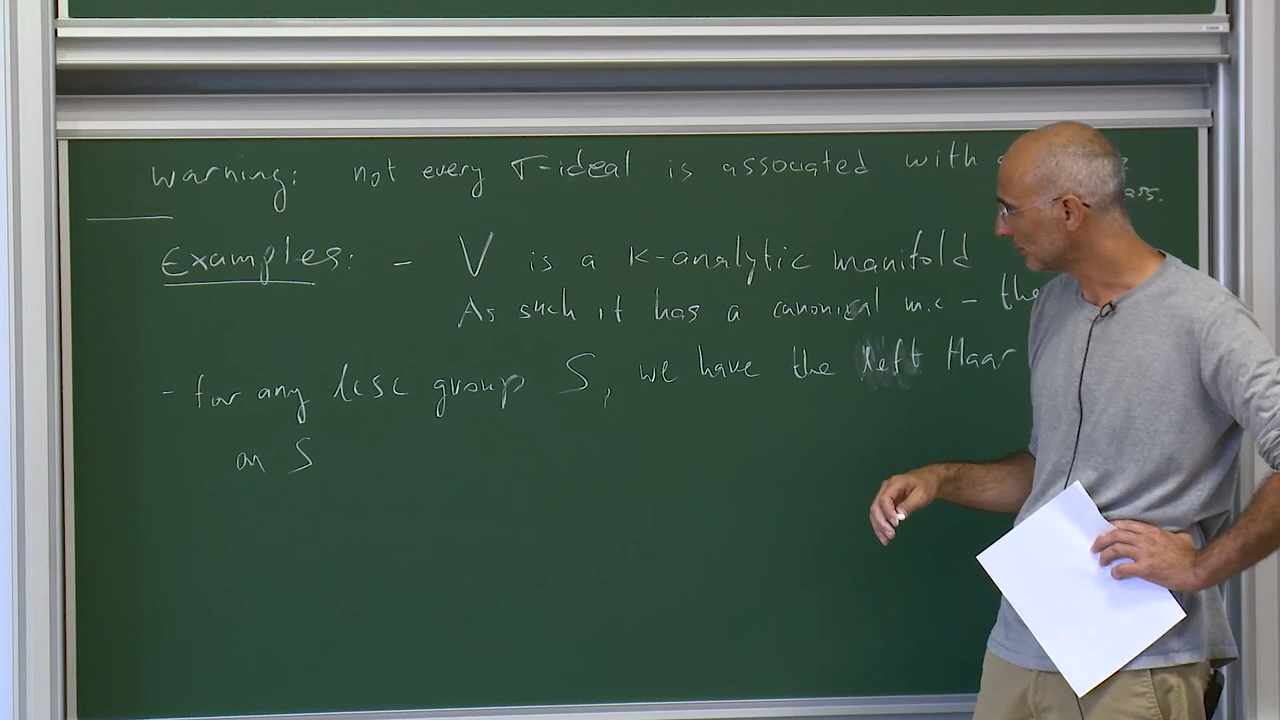 warning: not every σ-ideal is associated with
Examples: - V is a k-analytic manifold
As such it has a canonical m.c - the
- for any lcsc group S, we have the left Haar
on S